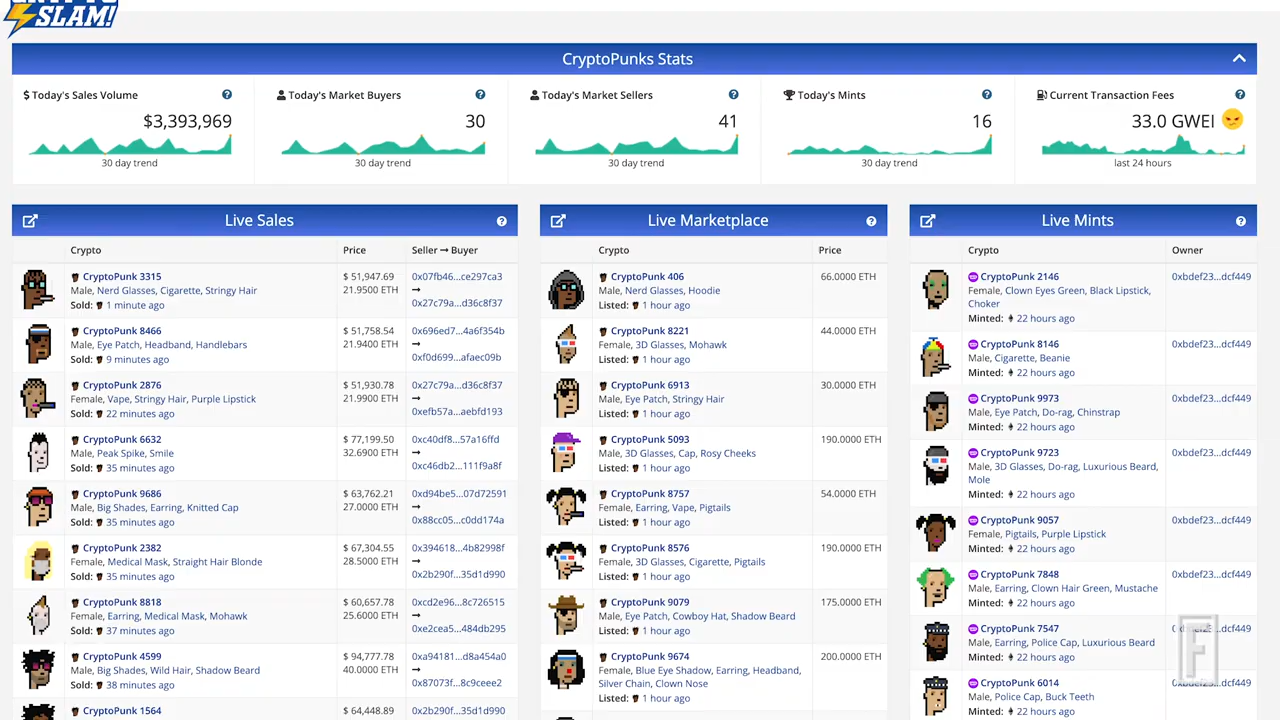 SLAM!
CryptoPunks Stats
$ Today's Sales Volume
$3,393,969
30 day trend
Today's Market Buyers
30
30 day trend
Today's Market Sellers
41
30 day trend
Today's Mints
16
30 day trend
Current Transaction Fees
33.0 GWEI
last 24 hours
Live Sales
Crypto Price Seller → Buyer
CryptoPunk 3315 $ 51,947.69 0x07fb46...ce297ca3
Male, Nerd Glasses, Cigarette, Stringy Hair 21.9500 ETH →
Sold: 1 minute ago 0x27c79a...d36c8f37
CryptoPunk 8466 $ 51,758.54 0x696ed7...4a6f354b
Male, Eye Patch, Headband, Handlebars 21.9400 ETH →
Sold: 9 minutes ago 0xf0d699...afaec09b
CryptoPunk 2876 $ 51,930.78 0x27c79a...d36c8f37
Female, Vape, Stringy Hair, Purple Lipstick 21.9900 ETH →
Sold: 22 minutes ago 0xefb57a...aebfd193
CryptoPunk 6632 $ 77,199.50 0xc40df8...57a16ffd
Male, Peak Spike, Smile 32.6900 ETH →
Sold: 35 minutes ago 0xc46db2...111f9a8f
CryptoPunk 9686 $ 63,762.21 0xd94be5...07d72591
Male, Big Shades, Earring, Knitted Cap 27.0000 ETH →
Sold: 35 minutes ago 0x88cc05...c0dd174a
CryptoPunk 2382 $ 67,304.55 0x394618...4b82998f
Female, Medical Mask, Straight Hair Blonde 28.5000 ETH →
Sold: 35 minutes ago 0x2b290f...35d1d990
CryptoPunk 8818 $ 60,657.78 0xcd2e96...8c726515
Female, Earring, Medical Mask, Mohawk 25.6000 ETH →
Sold: 37 minutes ago 0xe2cea5...484db295
CryptoPunk 4599 $ 94,777.78 0xa94181...d8a454a0
Male, Big Shades, Wild Hair, Shadow Beard 40.0000 ETH →
Sold: 38 minutes ago 0x87073f...8c9ceee2
CryptoPunk 1564 $ 64,448.89 0x2b290f...35d1d990
Live Marketplace
Crypto Price
CryptoPunk 406 66.0000 ETH
Male, Nerd Glasses, Hoodie
Listed: 1 hour ago
CryptoPunk 8221 44.0000 ETH
Female, 3D Glasses, Mohawk
Listed: 1 hour ago
CryptoPunk 6913 30.0000 ETH
Male, Eye Patch, Stringy Hair
Listed: 1 hour ago
CryptoPunk 5093 190.0000 ETH
Male, 3D Glasses, Cap, Rosy Cheeks
Listed: 1 hour ago
CryptoPunk 8757 54.0000 ETH
Female, Earring, Vape, Pigtails
Listed: 1 hour ago
CryptoPunk 8576 190.0000 ETH
Female, 3D Glasses, Cigarette, Pigtails
Listed: 1 hour ago
CryptoPunk 9079 175.0000 ETH
Male, Eye Patch, Cowboy Hat, Shadow Beard
Listed: 1 hour ago
CryptoPunk 9674 200.0000 ETH
Female, Blue Eye Shadow, Earring, Headband,
Silver Chain, Clown Nose
Listed: 1 hour ago
Live Mints
Crypto Owner
CryptoPunk 2146 0xbdef23...dcf449
Female, Clown Eyes Green, Black Lipstick,
Choker
Minted: 22 hours ago
CryptoPunk 8146 0xbdef23...dcf449
Male, Cigarette, Beanie
Minted: 22 hours ago
CryptoPunk 9973 0xbdef23...dcf449
Male, Eye Patch, Do-rag, Chinstrap
Minted: 22 hours ago
CryptoPunk 9723 0xbdef23...dcf449
Male, 3D Glasses, Do-rag, Luxurious Beard,
Mole
Minted: 22 hours ago
CryptoPunk 9057 0xbdef23...dcf449
Female, Pigtails, Purple Lipstick
Minted: 22 hours ago
CryptoPunk 7848 0xbdef23...dcf449
Male, Earring, Clown Hair Green, Mustache
Minted: 22 hours ago
CryptoPunk 7547
Male, Earring, Police Cap, Luxurious Beard
Minted: 22 hours ago
CryptoPunk 6014
Male, Police Cap, Buck Teeth
Minted: 22 hours ago
F